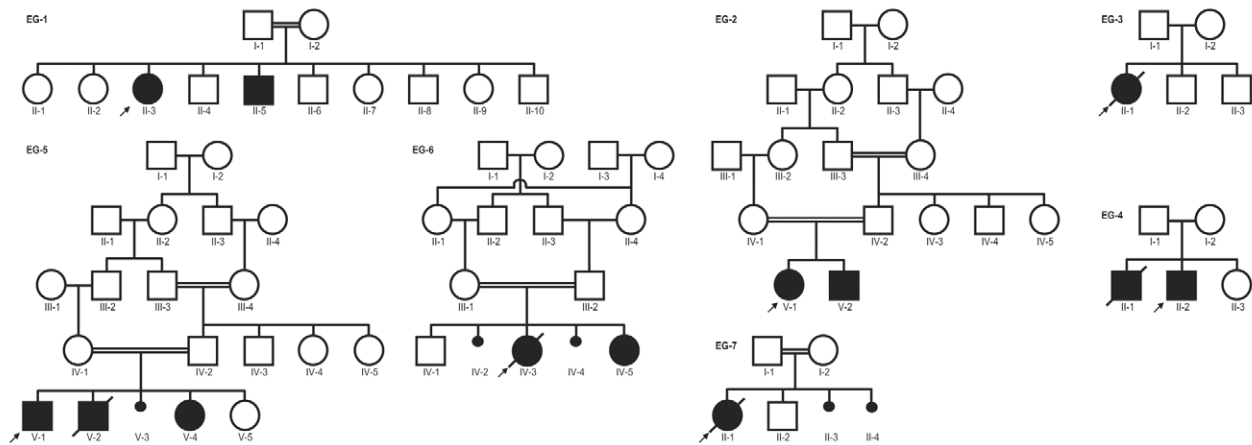 EG-1
I-1 I-2
II-1 II-2 II-3 II-4 II-5 II-6 II-7 II-8 II-9 II-10
EG-2
I-1 I-2
II-1 II-2 II-3 II-4
III-1 III-2 III-3 III-4
IV-1 IV-2 IV-3 IV-4 IV-5
V-1 V-2
EG-3
I-1 I-2
II-1 II-2 II-3
EG-5
I-1 I-2
II-1 II-2 II-3 II-4
III-1 III-2 III-3 III-4
IV-1 IV-2 IV-3 IV-4 IV-5
V-1 V-2 V-3 V-4 V-5
EG-6
I-1 I-2 I-3 I-4
II-1 II-2 II-3 II-4
III-1 III-2
IV-1 IV-2 IV-3 IV-4 IV-5
EG-4
I-1 I-2
II-1 II-2 II-3
EG-7
I-1 I-2
II-1 II-2 II-3 II-4